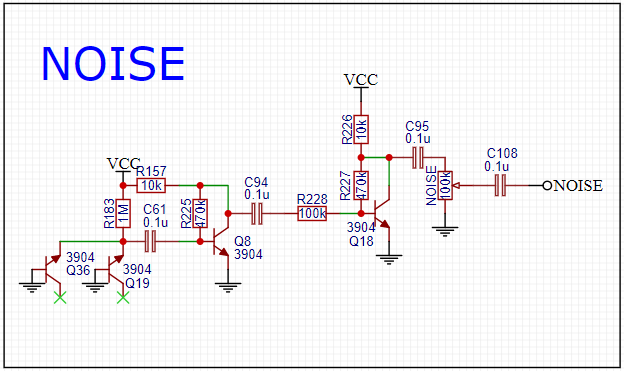 NOISE
VCC
R226
10k
C95
0.1u
C108
0.1u
VCC
R157
10k
C94
0.1u
R227
470k
NOISE
100k
NOISE
R183
1M
C61
0.1u
R225
470k
R228
100k
3904
Q18
Q8
3904
3904
Q36
3904
Q19